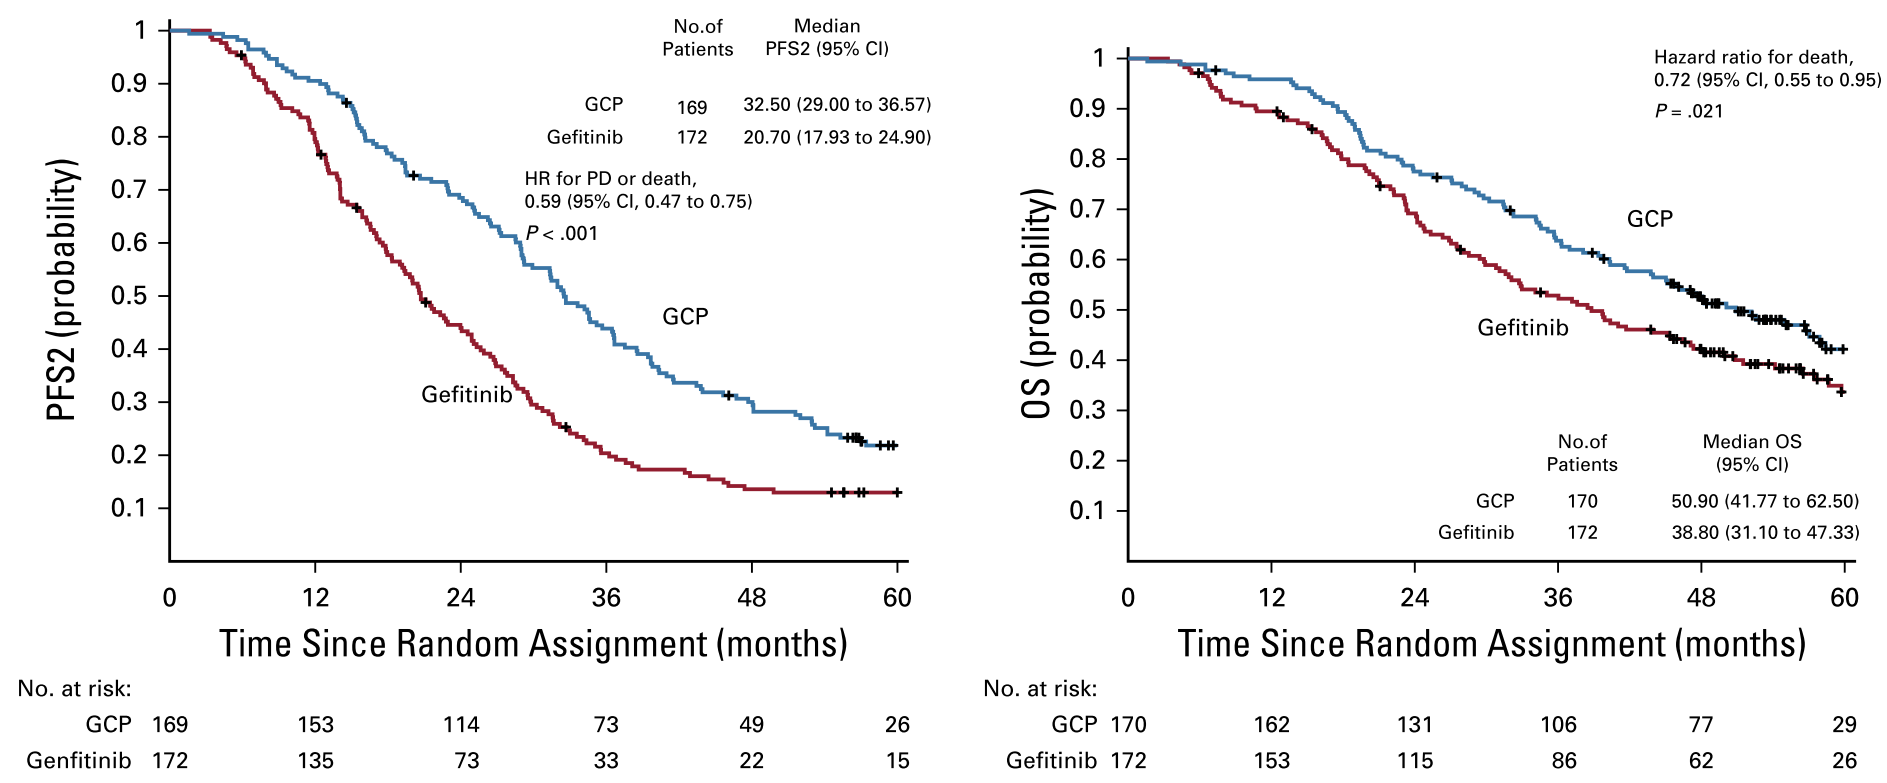 No.of Median
Patients PFS2 (95% CI)
GCP 169 32.50 (29.00 to 36.57)
Gefitinib 172 20.70 (17.93 to 24.90)
HR for PD or death,
0.59 (95% CI, 0.47 to 0.75)
P < .001
PFS2 (probability)
1
0.9
0.8
0.7
0.6
0.5
0.4
0.3
0.2
0.1
GCP
Gefitinib
0 12 24 36 48 60
Time Since Random Assignment (months)
No. at risk:
GCP 169 153 114 73 49 26
Genfitinib 172 135 73 33 22 15
Hazard ratio for death,
0.72 (95% CI, 0.55 to 0.95)
P = .021
OS (probability)
1
0.9
0.8
0.7
0.6
0.5
0.4
0.3
0.2
0.1
GCP
Gefitinib
No.of Median OS
Patients (95% CI)
GCP 170 50.90 (41.77 to 62.50)
Gefitinib 172 38.80 (31.10 to 47.33)
0 12 24 36 48 60
Time Since Random Assignment (months)
No. at risk:
GCP 170 162 131 106 77 29
Gefitinib 172 153 115 86 62 26